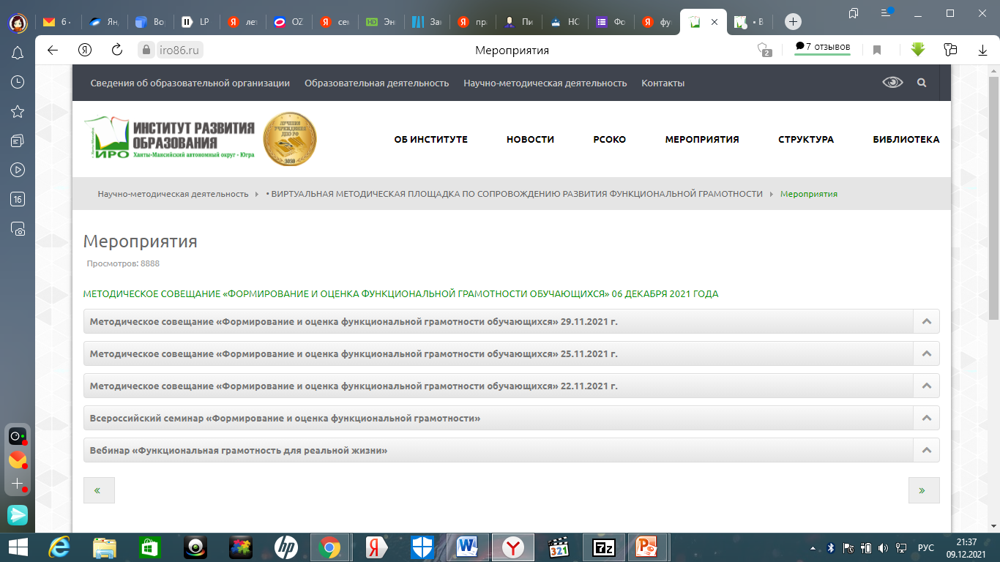 6 ·
Ян,
Во
LP
лет
OZ
се
Эн
За
пр
Пи
НС
Фо
фу
• В
iro86.ru
Мероприятия
2
7 отзывов
Сведения об образовательной организации
Образовательная деятельность
Научно-методическая деятельность
Контакты
ИНСТИТУТ РАЗВИТИЯ
ОБРАЗОВАНИЯ
Ханты-Мансийский автономный округ - Югра
ИРО
ЛУЧШЕЕ
УЧРЕЖДЕНИЕ
ДПО РФ
2020
ОБ ИНСТИТУТЕ
НОВОСТИ
РСОКО
МЕРОПРИЯТИЯ
СТРУКТУРА
БИБЛИОТЕКА
Научно-методическая деятельность
• ВИРТУАЛЬНАЯ МЕТОДИЧЕСКАЯ ПЛОЩАДКА ПО СОПРОВОЖДЕНИЮ РАЗВИТИЯ ФУНКЦИОНАЛЬНОЙ ГРАМОТНОСТИ
Мероприятия
16
Мероприятия
Просмотров: 8888
МЕТОДИЧЕСКОЕ СОВЕЩАНИЕ «ФОРМИРОВАНИЕ И ОЦЕНКА ФУНКЦИОНАЛЬНОЙ ГРАМОТНОСТИ ОБУЧАЮЩИХСЯ» 06 ДЕКАБРЯ 2021 ГОДА
Методическое совещание «Формирование и оценка функциональной грамотности обучающихся» 29.11.2021 г.
Методическое совещание «Формирование и оценка функциональной грамотности обучающихся» 25.11.2021 г.
Методическое совещание «Формирование и оценка функциональной грамотности обучающихся» 22.11.2021 г.
Всероссийский семинар «Формирование и оценка функциональной грамотности»
Вебинар «Функциональная грамотность для реальной жизни»
«
»
РУС
21:37
09.12.2021